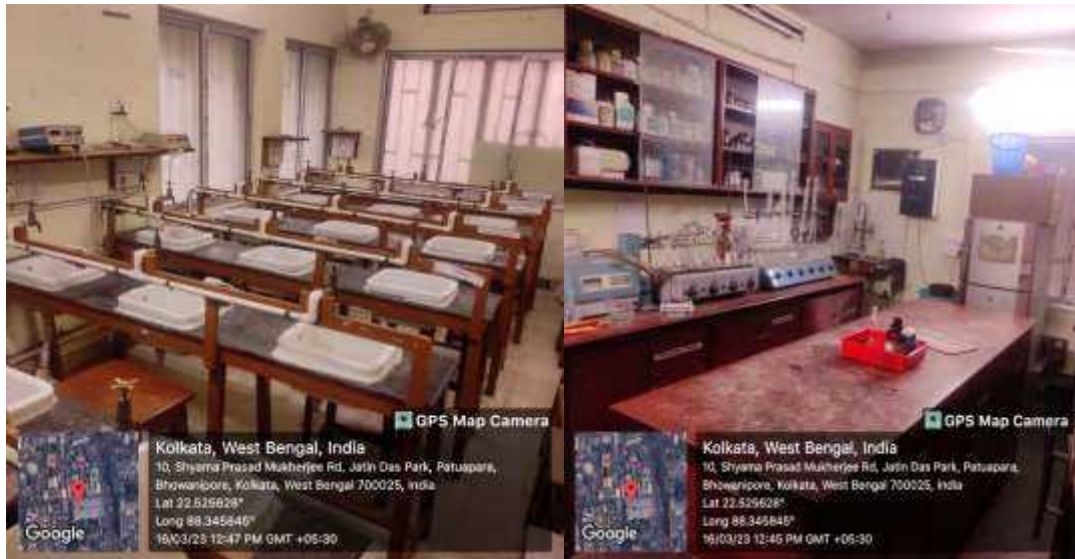 GPS Map Camera
Kolkata, West Bengal, India
10, Shyama Prasad Mukherjee Rd, Jatin Das Park, Patuapara,
Bhowanipore, Kolkata, West Bengal 700025, India
Lat 22.525628°
Long 88.345845°
16/03/23 12:47 PM GMT +05:30
Google
GPS Map Camera
Kolkata, West Bengal, India
10, Shyama Prasad Mukherjee Rd, Jatin Das Park, Patuapara,
Bhowanipore, Kolkata, West Bengal 700025, India
Lat 22.525628°
Long 88.345845°
16/03/23 12:45 PM GMT +05:30
Google